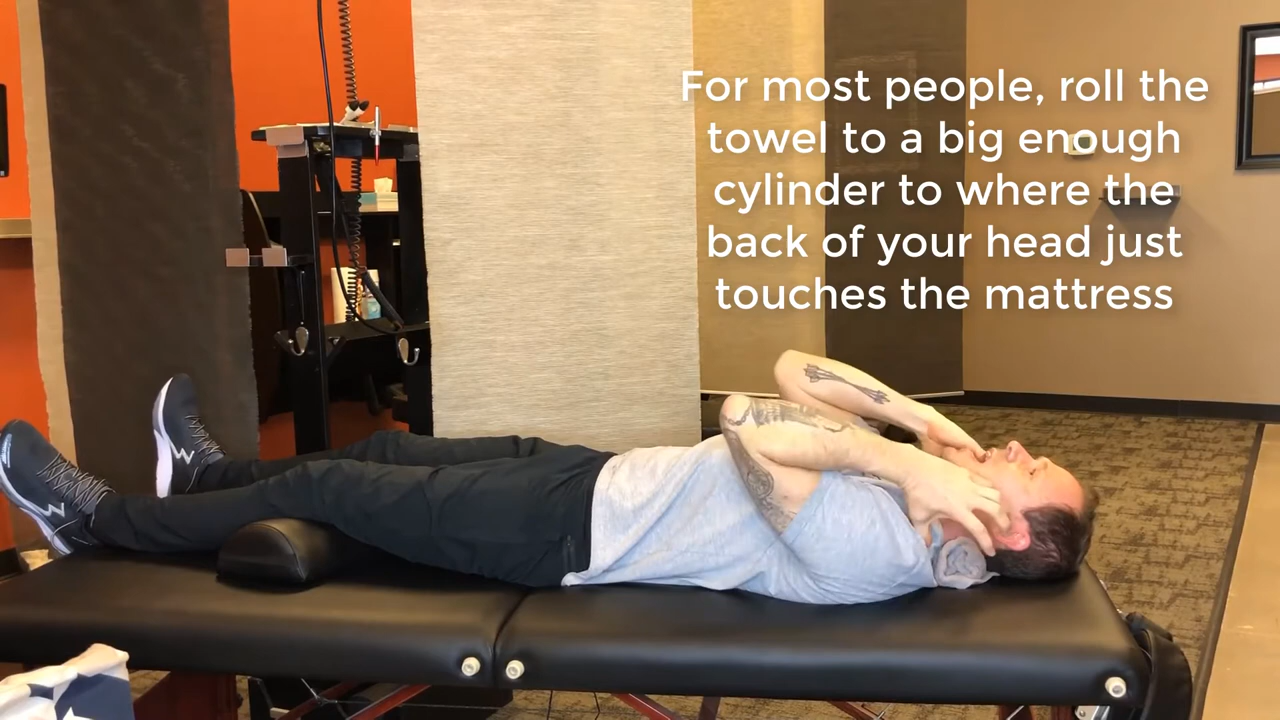 For most people, roll the
towel to a big enough
cylinder to where the
back of your head just
touches the mattress